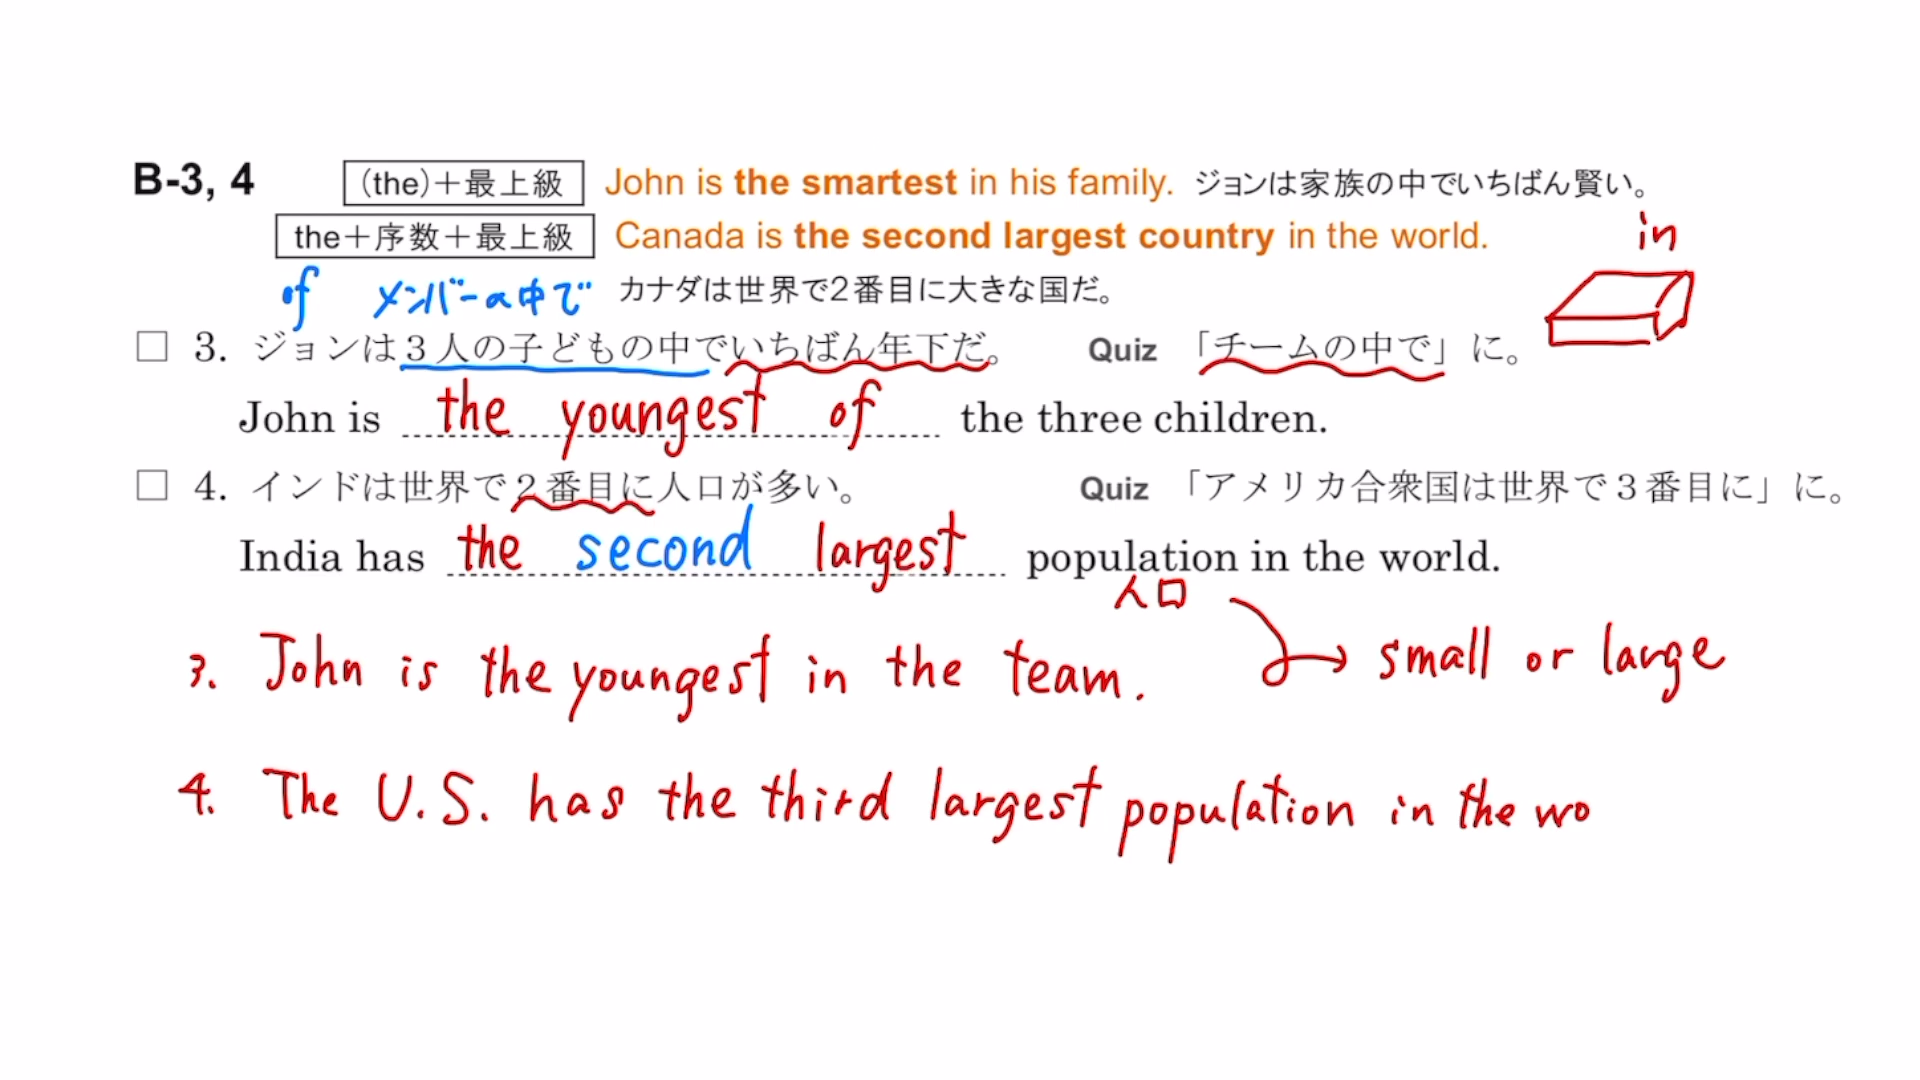 B-3, 4 (the)＋最上級 John is the smartest in his family. ジョンは家族の中でいちばん賢い。
the＋序数＋最上級 Canada is the second largest country in the world.
in
of メンバーの中で カナダは世界で2番目に大きな国だ。
□ 3. ジョンは３人の子どもの中でいちばん年下だ。 Quiz 「チームの中で」に。
John is the youngest of the three children.
□ 4. インドは世界で２番目に人口が多い。 Quiz 「アメリカ合衆国は世界で３番目に」に。
India has the second largest population in the world.
人口
3. John is the youngest in the team. → small or large
4. The U.S. has the third largest population in the wo